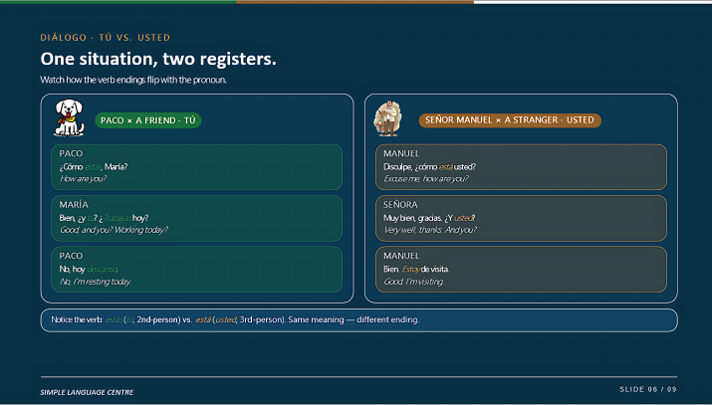 DIÁLOGO · TÚ VS. USTED
One situation, two registers.
Watch how the verb endings flip with the pronoun.
PACO × A FRIEND · TÚ
PACO
¿Cómo estás, María?
How are you?
MARÍA
Bien, ¿y tú? ¿Trabajas hoy?
Good, and you? Working today?
PACO
No, hoy descanso.
No, I'm resting today.
SEÑOR MANUEL × A STRANGER · USTED
MANUEL
Disculpe, ¿cómo está usted?
Excuse me, how are you?
SEÑORA
Muy bien, gracias. ¿Y usted?
Very well, thanks. And you?
MANUEL
Bien. Estoy de visita.
Good. I'm visiting.
Notice the verb: estás (tú, 2nd-person) vs. está (usted, 3rd-person). Same meaning — different ending.
SIMPLE LANGUAGE CENTRE
SLIDE 06 / 09